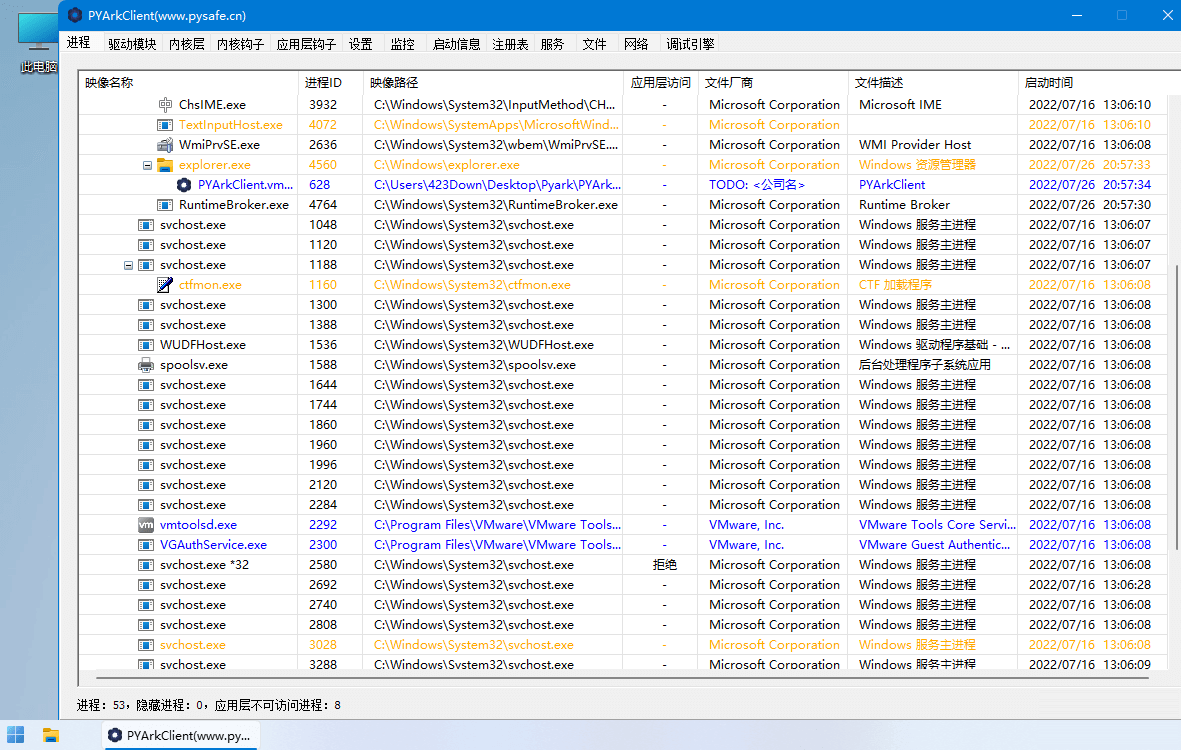 PYArkClient(www.pysafe.cn)
此电脑
进程 驱动模块 内核层 内核钩子 应用层钩子 设置 监控 启动信息 注册表 服务 文件 网络 调试引擎
映像名称 进程ID 映像路径 应用层访问 文件厂商 文件描述 启动时间
ChsIME.exe 3932 C:\Windows\System32\InputMethod\CH... - Microsoft Corporation Microsoft IME 2022/07/16 13:06:10
TextInputHost.exe 4072 C:\Windows\SystemApps\MicrosoftWind... - Microsoft Corporation 2022/07/16 13:06:10
WmiPrvSE.exe 2636 C:\Windows\System32\wbem\WmiPrvSE.... - Microsoft Corporation WMI Provider Host 2022/07/16 13:06:08
explorer.exe 4560 C:\Windows\explorer.exe - Microsoft Corporation Windows 资源管理器 2022/07/26 20:57:33
PYArkClient.vm... 628 C:\Users\423Down\Desktop\Pyark\PYArk... - TODO: <公司名> PYArkClient 2022/07/26 20:57:34
RuntimeBroker.exe 4764 C:\Windows\System32\RuntimeBroker.exe - Microsoft Corporation Runtime Broker 2022/07/26 20:57:30
svchost.exe 1048 C:\Windows\System32\svchost.exe - Microsoft Corporation Windows 服务主进程 2022/07/16 13:06:07
svchost.exe 1120 C:\Windows\System32\svchost.exe - Microsoft Corporation Windows 服务主进程 2022/07/16 13:06:07
svchost.exe 1188 C:\Windows\System32\svchost.exe - Microsoft Corporation Windows 服务主进程 2022/07/16 13:06:07
ctfmon.exe 1160 C:\Windows\System32\ctfmon.exe - Microsoft Corporation CTF 加载程序 2022/07/16 13:06:08
svchost.exe 1300 C:\Windows\System32\svchost.exe - Microsoft Corporation Windows 服务主进程 2022/07/16 13:06:08
svchost.exe 1388 C:\Windows\System32\svchost.exe - Microsoft Corporation Windows 服务主进程 2022/07/16 13:06:08
WUDFHost.exe 1536 C:\Windows\System32\WUDFHost.exe - Microsoft Corporation Windows 驱动程序基础 - ... 2022/07/16 13:06:08
spoolsv.exe 1588 C:\Windows\System32\spoolsv.exe - Microsoft Corporation 后台处理程序子系统应用 2022/07/16 13:06:08
svchost.exe 1644 C:\Windows\System32\svchost.exe - Microsoft Corporation Windows 服务主进程 2022/07/16 13:06:08
svchost.exe 1744 C:\Windows\System32\svchost.exe - Microsoft Corporation Windows 服务主进程 2022/07/16 13:06:08
svchost.exe 1860 C:\Windows\System32\svchost.exe - Microsoft Corporation Windows 服务主进程 2022/07/16 13:06:08
svchost.exe 1960 C:\Windows\System32\svchost.exe - Microsoft Corporation Windows 服务主进程 2022/07/16 13:06:08
svchost.exe 1996 C:\Windows\System32\svchost.exe - Microsoft Corporation Windows 服务主进程 2022/07/16 13:06:08
svchost.exe 2120 C:\Windows\System32\svchost.exe - Microsoft Corporation Windows 服务主进程 2022/07/16 13:06:08
svchost.exe 2284 C:\Windows\System32\svchost.exe - Microsoft Corporation Windows 服务主进程 2022/07/16 13:06:08
vm vmtoolsd.exe 2292 C:\Program Files\VMware\VMware Tools... - VMware, Inc. VMware Tools Core Servi... 2022/07/16 13:06:08
VGAuthService.exe 2300 C:\Program Files\VMware\VMware Tools... - VMware, Inc. VMware Guest Authentic... 2022/07/16 13:06:08
svchost.exe *32 2580 C:\Windows\System32\svchost.exe 拒绝 Microsoft Corporation Windows 服务主进程 2022/07/16 13:06:08
svchost.exe 2692 C:\Windows\System32\svchost.exe - Microsoft Corporation Windows 服务主进程 2022/07/16 13:06:28
svchost.exe 2740 C:\Windows\System32\svchost.exe - Microsoft Corporation Windows 服务主进程 2022/07/16 13:06:08
svchost.exe 2808 C:\Windows\System32\svchost.exe - Microsoft Corporation Windows 服务主进程 2022/07/16 13:06:08
svchost.exe 3028 C:\Windows\System32\svchost.exe - Microsoft Corporation Windows 服务主进程 2022/07/16 13:06:08
svchost.exe 3288 C:\Windows\System32\svchost.exe - Microsoft Corporation Windows 服务主进程 2022/07/16 13:06:09
进程：53，隐藏进程：0，应用层不可访问进程：8
PYArkClient(www.py...